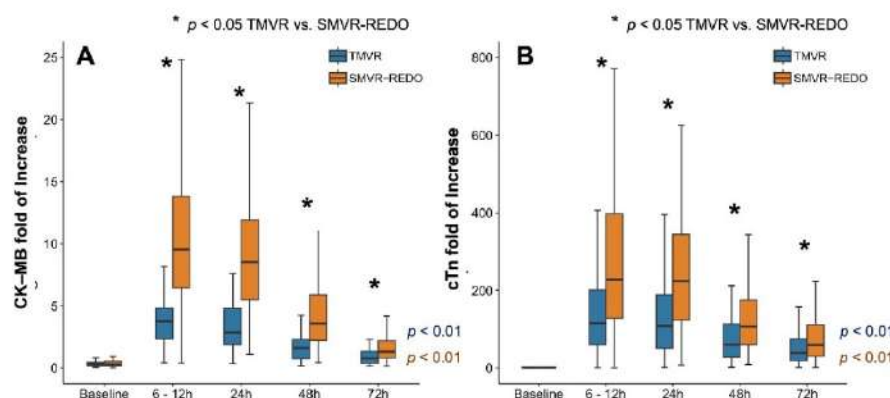 * p < 0.05 TMVR vs. SMVR-REDO
A
TMVR
SMVR-REDO
CK-MB fold of Increase
25
20
15
10
5
0
p < 0.01
p < 0.01
Baseline 6 - 12h 24h 48h 72h
* p < 0.05 TMVR vs. SMVR-REDO
B
TMVR
SMVR-REDO
cTn fold of Increase
800
600
400
200
0
p < 0.01
p < 0.01
Baseline 6 - 12h 24h 48h 72h